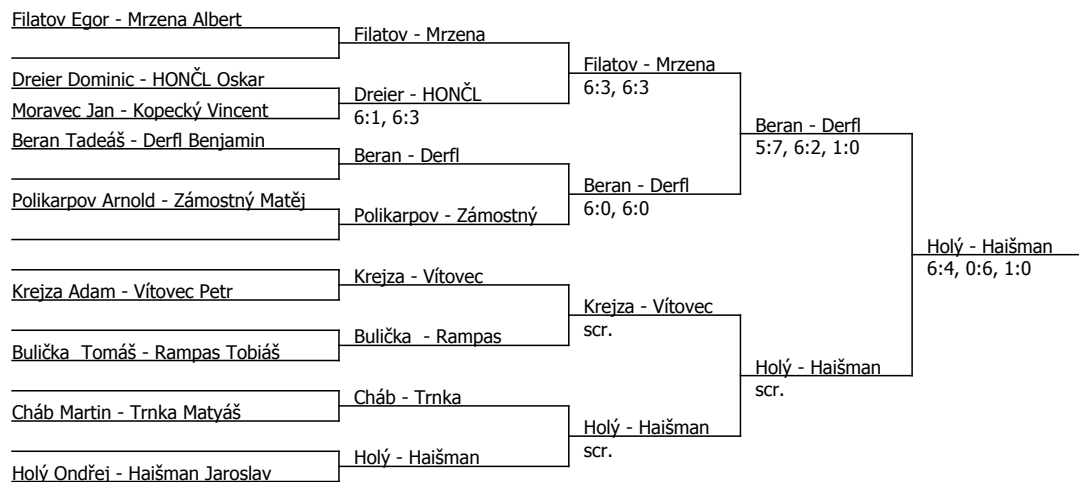 Filatov Egor - Mrzena Albert
Dreier Dominic - HONČL Oskar
Moravec Jan - Kopecký Vincent
Beran Tadeáš - Derfl Benjamin
Polikarpov Arnold - Zámostný Matěj
Krejza Adam - Vítovec Petr
Bulička  Tomáš - Rampas Tobiáš
Cháb Martin - Trnka Matyáš
Holý Ondřej - Haišman Jaroslav
Filatov - Mrzena
Dreier - HONČL
6:1, 6:3
Beran - Derfl
Polikarpov - Zámostný
Krejza - Vítovec
Bulička  - Rampas
Cháb - Trnka
Holý - Haišman
Filatov - Mrzena
6:3, 6:3
Beran - Derfl
6:0, 6:0
Krejza - Vítovec
scr.
Holý - Haišman
scr.
Beran - Derfl
5:7, 6:2, 1:0
Holý - Haišman
scr.
Holý - Haišman
6:4, 0:6, 1:0